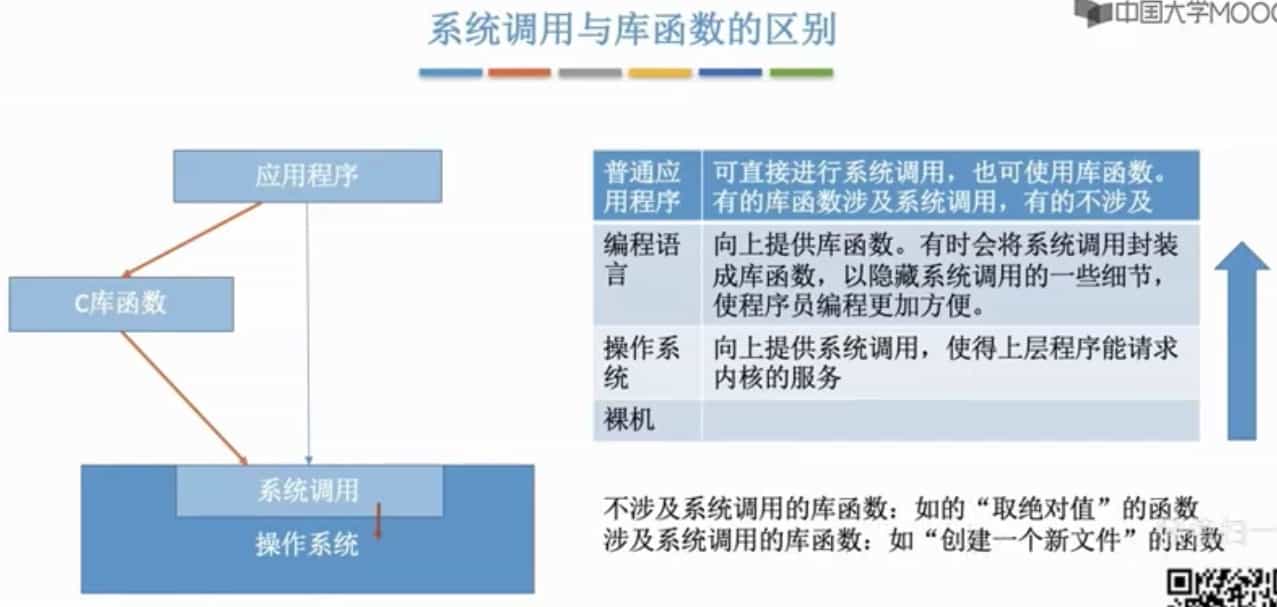 系统调用与库函数的区别
中国大学MOOC
应用程序
C库函数
系统调用
操作系统
普通应
用程序
可直接进行系统调用，也可使用库函数。
有的库函数涉及系统调用，有的不涉及
编程语
言
向上提供库函数。有时会将系统调用封装
成库函数，以隐藏系统调用的一些细节，
使程序员编程更加方便。
操作系
统
向上提供系统调用，使得上层程序能请求
内核的服务
裸机
不涉及系统调用的库函数：如的“取绝对值”的函数
涉及系统调用的库函数：如“创建一个新文件”的函数